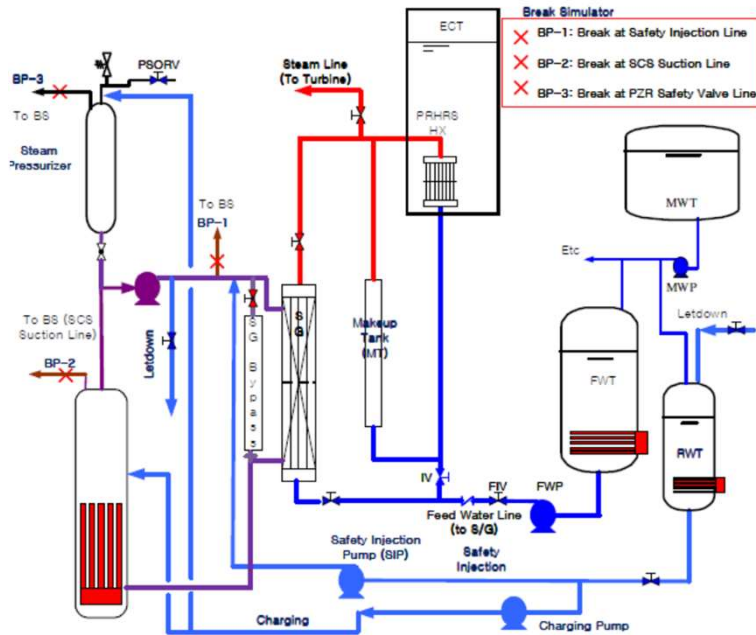 Break Simulator
BP-1: Break at Safety Injection Line
BP-2: Break at SCS Suction Line
BP-3: Break at PZR Safety Valve Line
ECT
PSORV
BP-3
To BS
Steam
Pressurizer
Steam Line
(To Turbine)
PRHRS
HX
MWT
To BS
BP-1
Etc
MWP
Letdown
To BS (SCS
Suction Line)
BP-2
Letdown
SG Bypass
SG
Makeup
Tank
(MT)
FWT
RWT
IV
FIV
FWP
Feed Water Line
(to S/G)
Safety Injection
Pump (SIP)
Safety
Injection
Charging
Charging Pump